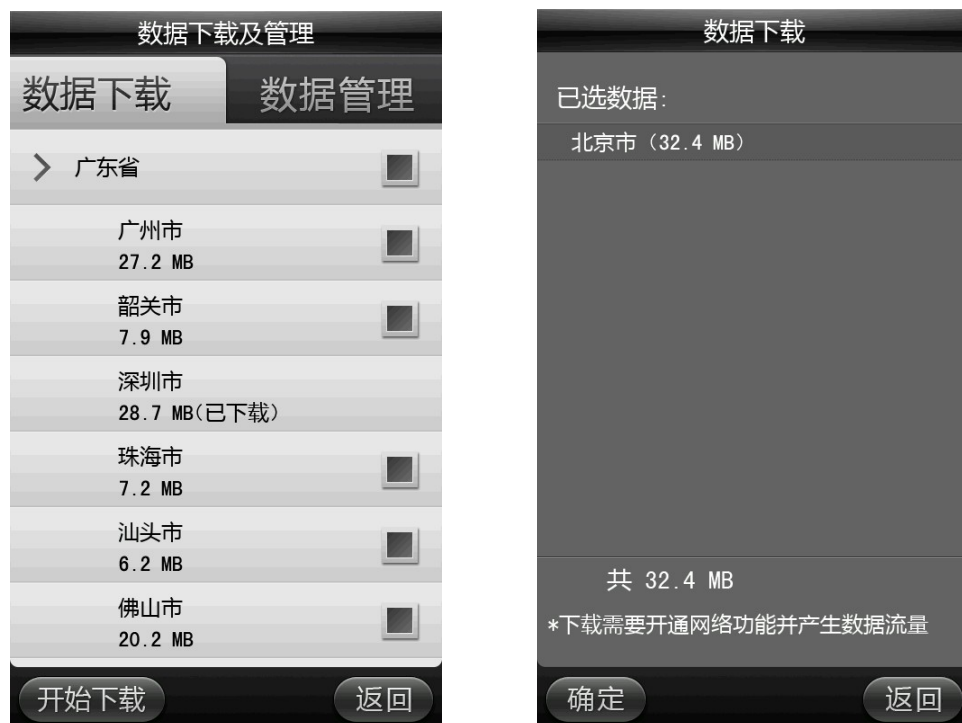 数据下载及管理
数据下载
数据管理
广东省
广州市
27.2 MB
韶关市
7.9 MB
深圳市
28.7 MB(已下载)
珠海市
7.2 MB
汕头市
6.2 MB
佛山市
20.2 MB
开始下载
返回
数据下载
已选数据:
北京市（32.4 MB）
共 32.4 MB
*下载需要开通网络功能并产生数据流量
确定
返回